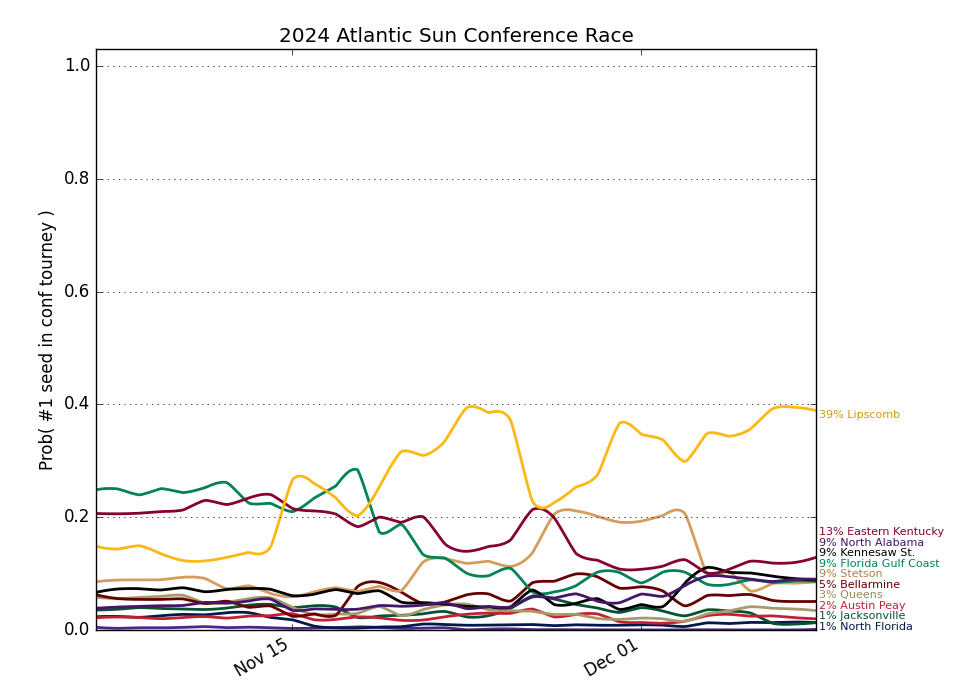 2024 Atlantic Sun Conference Race
Prob( #1 seed in conf tourney )
1.0
0.8
0.6
0.4
0.2
0.0
Nov 15
Dec 01
39% Lipscomb
13% Eastern Kentucky
9% North Alabama
9% Kennesaw St.
9% Florida Gulf Coast
9% Stetson
5% Bellarmine
3% Queens
2% Austin Peay
1% Jacksonville
1% North Florida